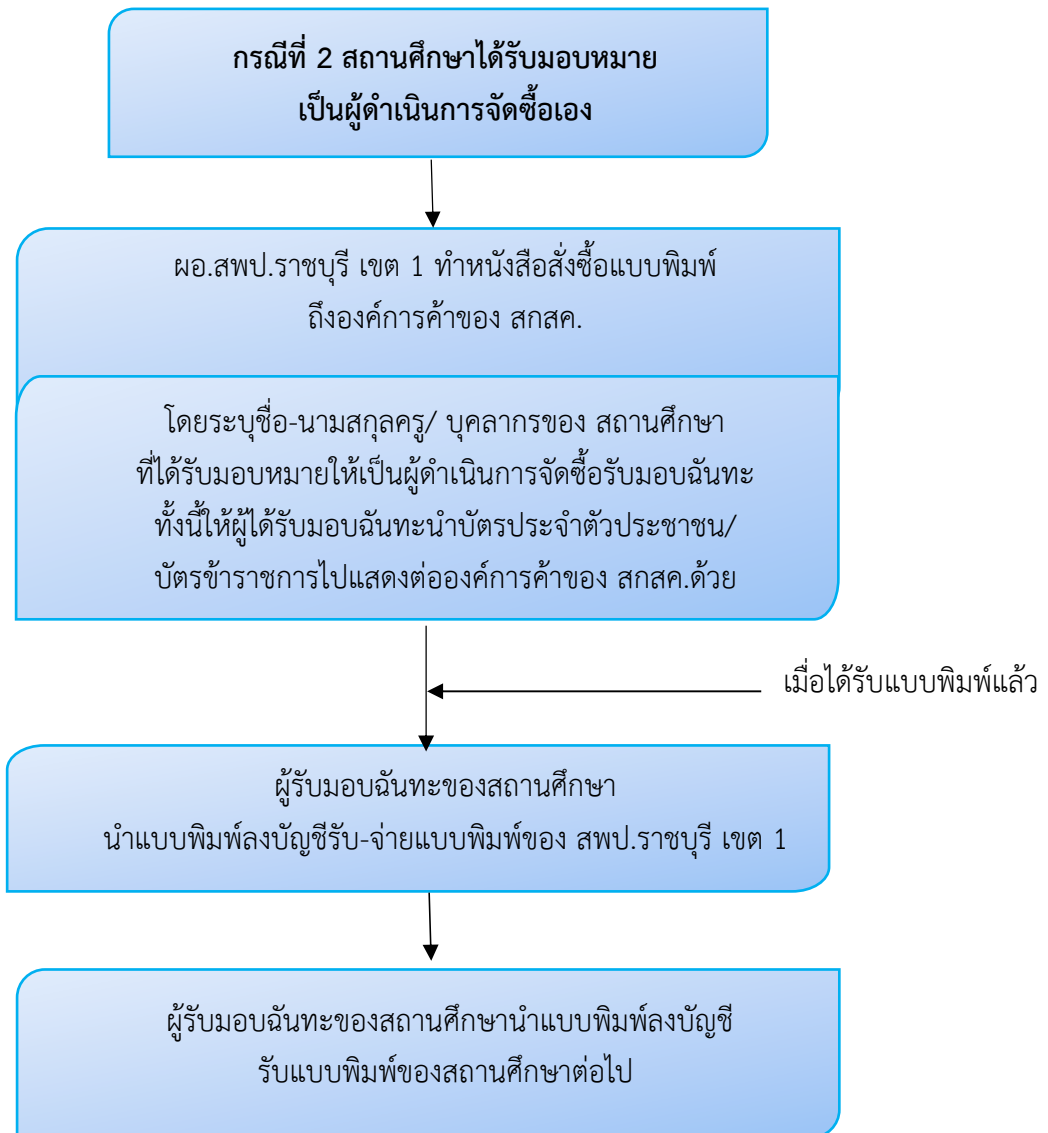 กรณีที่ 2 สถานศึกษาได้รับมอบหมาย
เป็นผู้ดำเนินการจัดซื้อเอง
ผอ.สพป.ราชบุรี เขต 1 ทำหนังสือสั่งซื้อแบบพิมพ์
ถึงองค์การค้าของ สกสค.
โดยระบุชื่อ-นามสกุลครู/ บุคลากรของ สถานศึกษา
ที่ได้รับมอบหมายให้เป็นผู้ดำเนินการจัดซื้อรับมอบฉันทะ
ทั้งนี้ให้ผู้ได้รับมอบฉันทะนำบัตรประจำตัวประชาชน/
บัตรข้าราชการไปแสดงต่อองค์การค้าของ สกสค.ด้วย
เมื่อได้รับแบบพิมพ์แล้ว
ผู้รับมอบฉันทะของสถานศึกษา
นำแบบพิมพ์ลงบัญชีรับ-จ่ายแบบพิมพ์ของ สพป.ราชบุรี เขต 1
ผู้รับมอบฉันทะของสถานศึกษานำแบบพิมพ์ลงบัญชี
รับแบบพิมพ์ของสถานศึกษาต่อไป